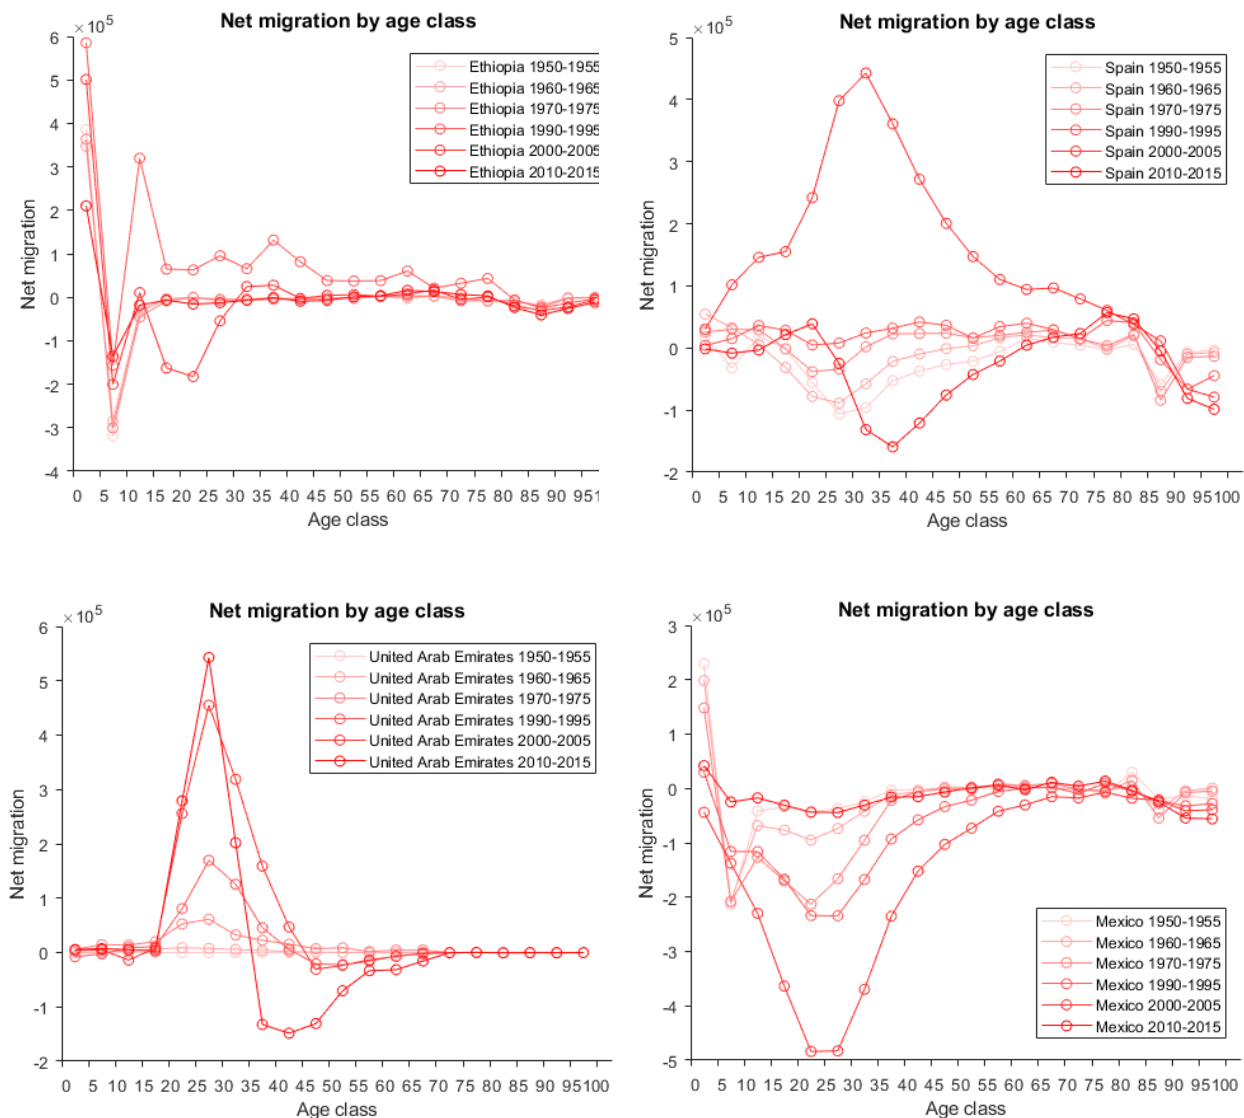 Net migration by age class
×10^5
6
5
4
3
2
1
0
-1
-2
-3
-4
Net migration
Ethiopia 1950-1955
Ethiopia 1960-1965
Ethiopia 1970-1975
Ethiopia 1990-1995
Ethiopia 2000-2005
Ethiopia 2010-2015
0 5 10 15 20 25 30 35 40 45 50 55 60 65 70 75 80 85 90 951
Age class
Net migration by age class
×10^5
5
4
3
2
1
0
-1
-2
Net migration
Spain 1950-1955
Spain 1960-1965
Spain 1970-1975
Spain 1990-1995
Spain 2000-2005
Spain 2010-2015
0 5 10 15 20 25 30 35 40 45 50 55 60 65 70 75 80 85 90 95100
Age class
Net migration by age class
×10^5
6
5
4
3
2
1
0
-1
-2
Net migration
United Arab Emirates 1950-1955
United Arab Emirates 1960-1965
United Arab Emirates 1970-1975
United Arab Emirates 1990-1995
United Arab Emirates 2000-2005
United Arab Emirates 2010-2015
0 5 10 15 20 25 30 35 40 45 50 55 60 65 70 75 80 85 90 95100
Age class
Net migration by age class
×10^5
3
2
1
0
-1
-2
-3
-4
-5
Net migration
Mexico 1950-1955
Mexico 1960-1965
Mexico 1970-1975
Mexico 1990-1995
Mexico 2000-2005
Mexico 2010-2015
0 5 10 15 20 25 30 35 40 45 50 55 60 65 70 75 80 85 90 95100
Age class